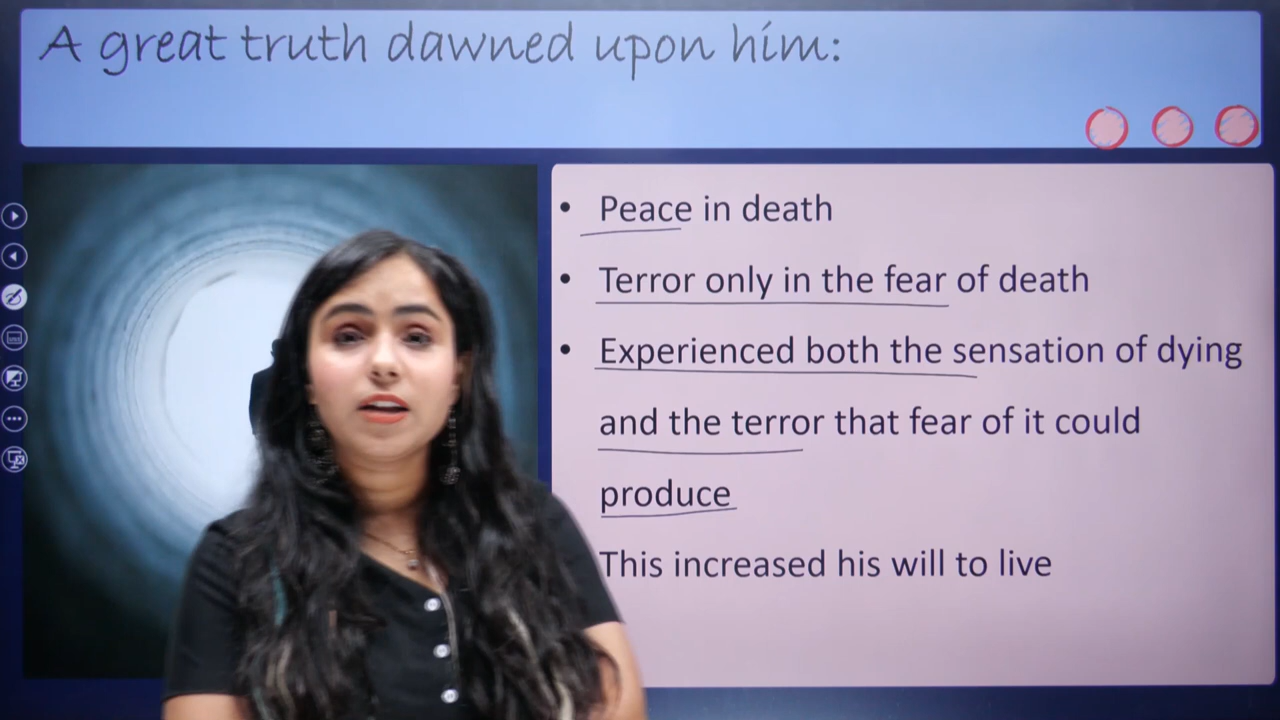 A great truth dawned upon him:
• Peace in death
• Terror only in the fear of death
• Experienced both the sensation of dying
and the terror that fear of it could
produce
This increased his will to live